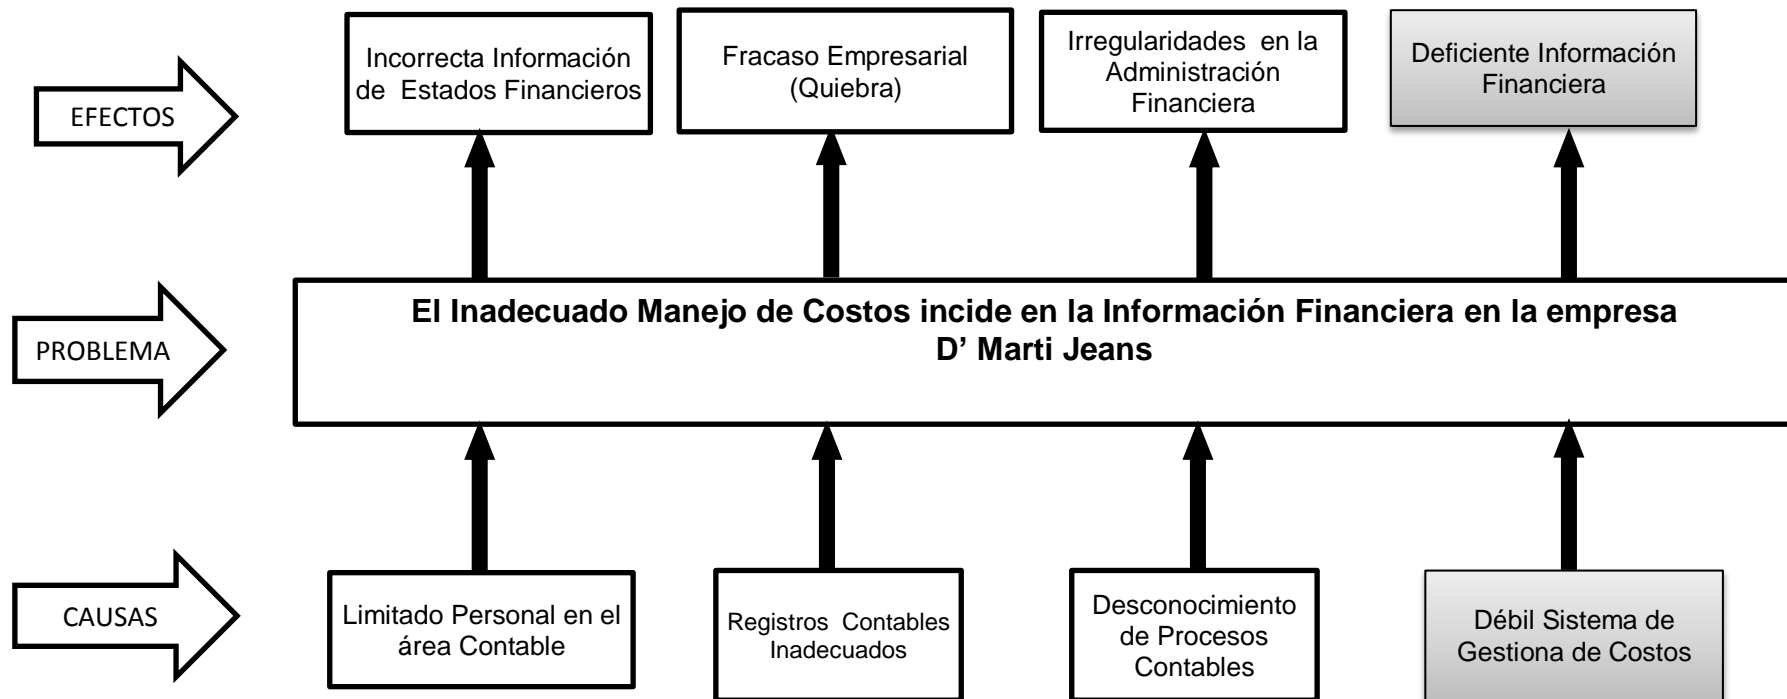 EFECTOS
Incorrecta Información
de Estados Financieros
Fracaso Empresarial
(Quiebra)
Irregularidades en la
Administración
Financiera
Deficiente Información
Financiera
PROBLEMA
El Inadecuado Manejo de Costos incide en la Información Financiera en la empresa
D’ Marti Jeans
CAUSAS
Limitado Personal en el
área Contable
Registros Contables
Inadecuados
Desconocimiento
de Procesos
Contables
Débil Sistema de
Gestiona de Costos